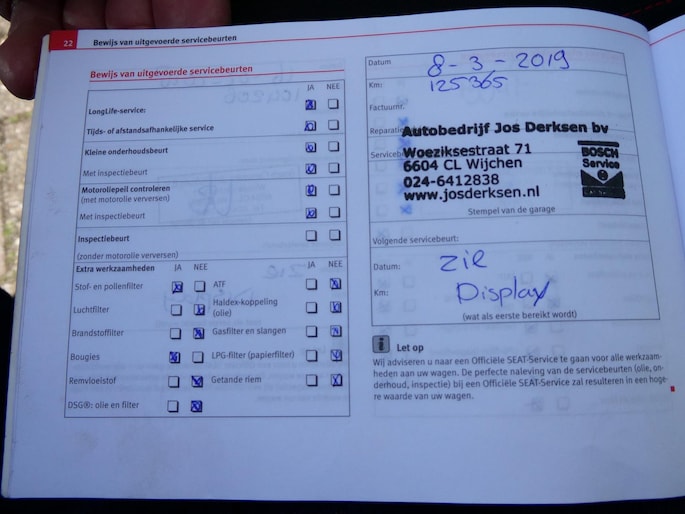 22
Bewijs van uitgevoerde servicebeurten
Bewijs van uitgevoerde servicebeurten
JA NEE
LongLife-service:
Tijds- of afstandsafhankelijke service
Kleine onderhoudsbeurt
Met inspectiebeurt
Motoroliepeil controleren
(met motorolie verversen)
Met inspectiebeurt
Inspectiebeurt
(zonder motorolie verversen)
Extra werkzaamheden JA NEE JA NEE
Stof- en pollenfilter ATF
Luchtfilter Haldex-koppeling
(olie)
Brandstoffilter Gasfilter en slangen
Bougies LPG-filter (papierfilter)
Remvloeistof Getande riem
DSG®: olie en filter
Datum 8-3-2019
Km: 125365
Factuurnr.
Autobedrijf Jos Derksen bv
Woeziksestraat 71
6604 CL Wijchen
024-6412838
www.josderksen.nl
BOSCH
Service
Stempel van de garage
Volgende servicebeurt:
Datum: zie
Km: Display
(wat als eerste bereikt wordt)
Let op
Wij adviseren u naar een Officiële SEAT-Service te gaan voor alle werkzaam-
heden aan uw wagen. De perfecte naleving van de servicebeurten (olie, on-
derhoud, inspectie) bij een Officiële SEAT-Service zal resulteren in een hoge-
re waarde van uw wagen.